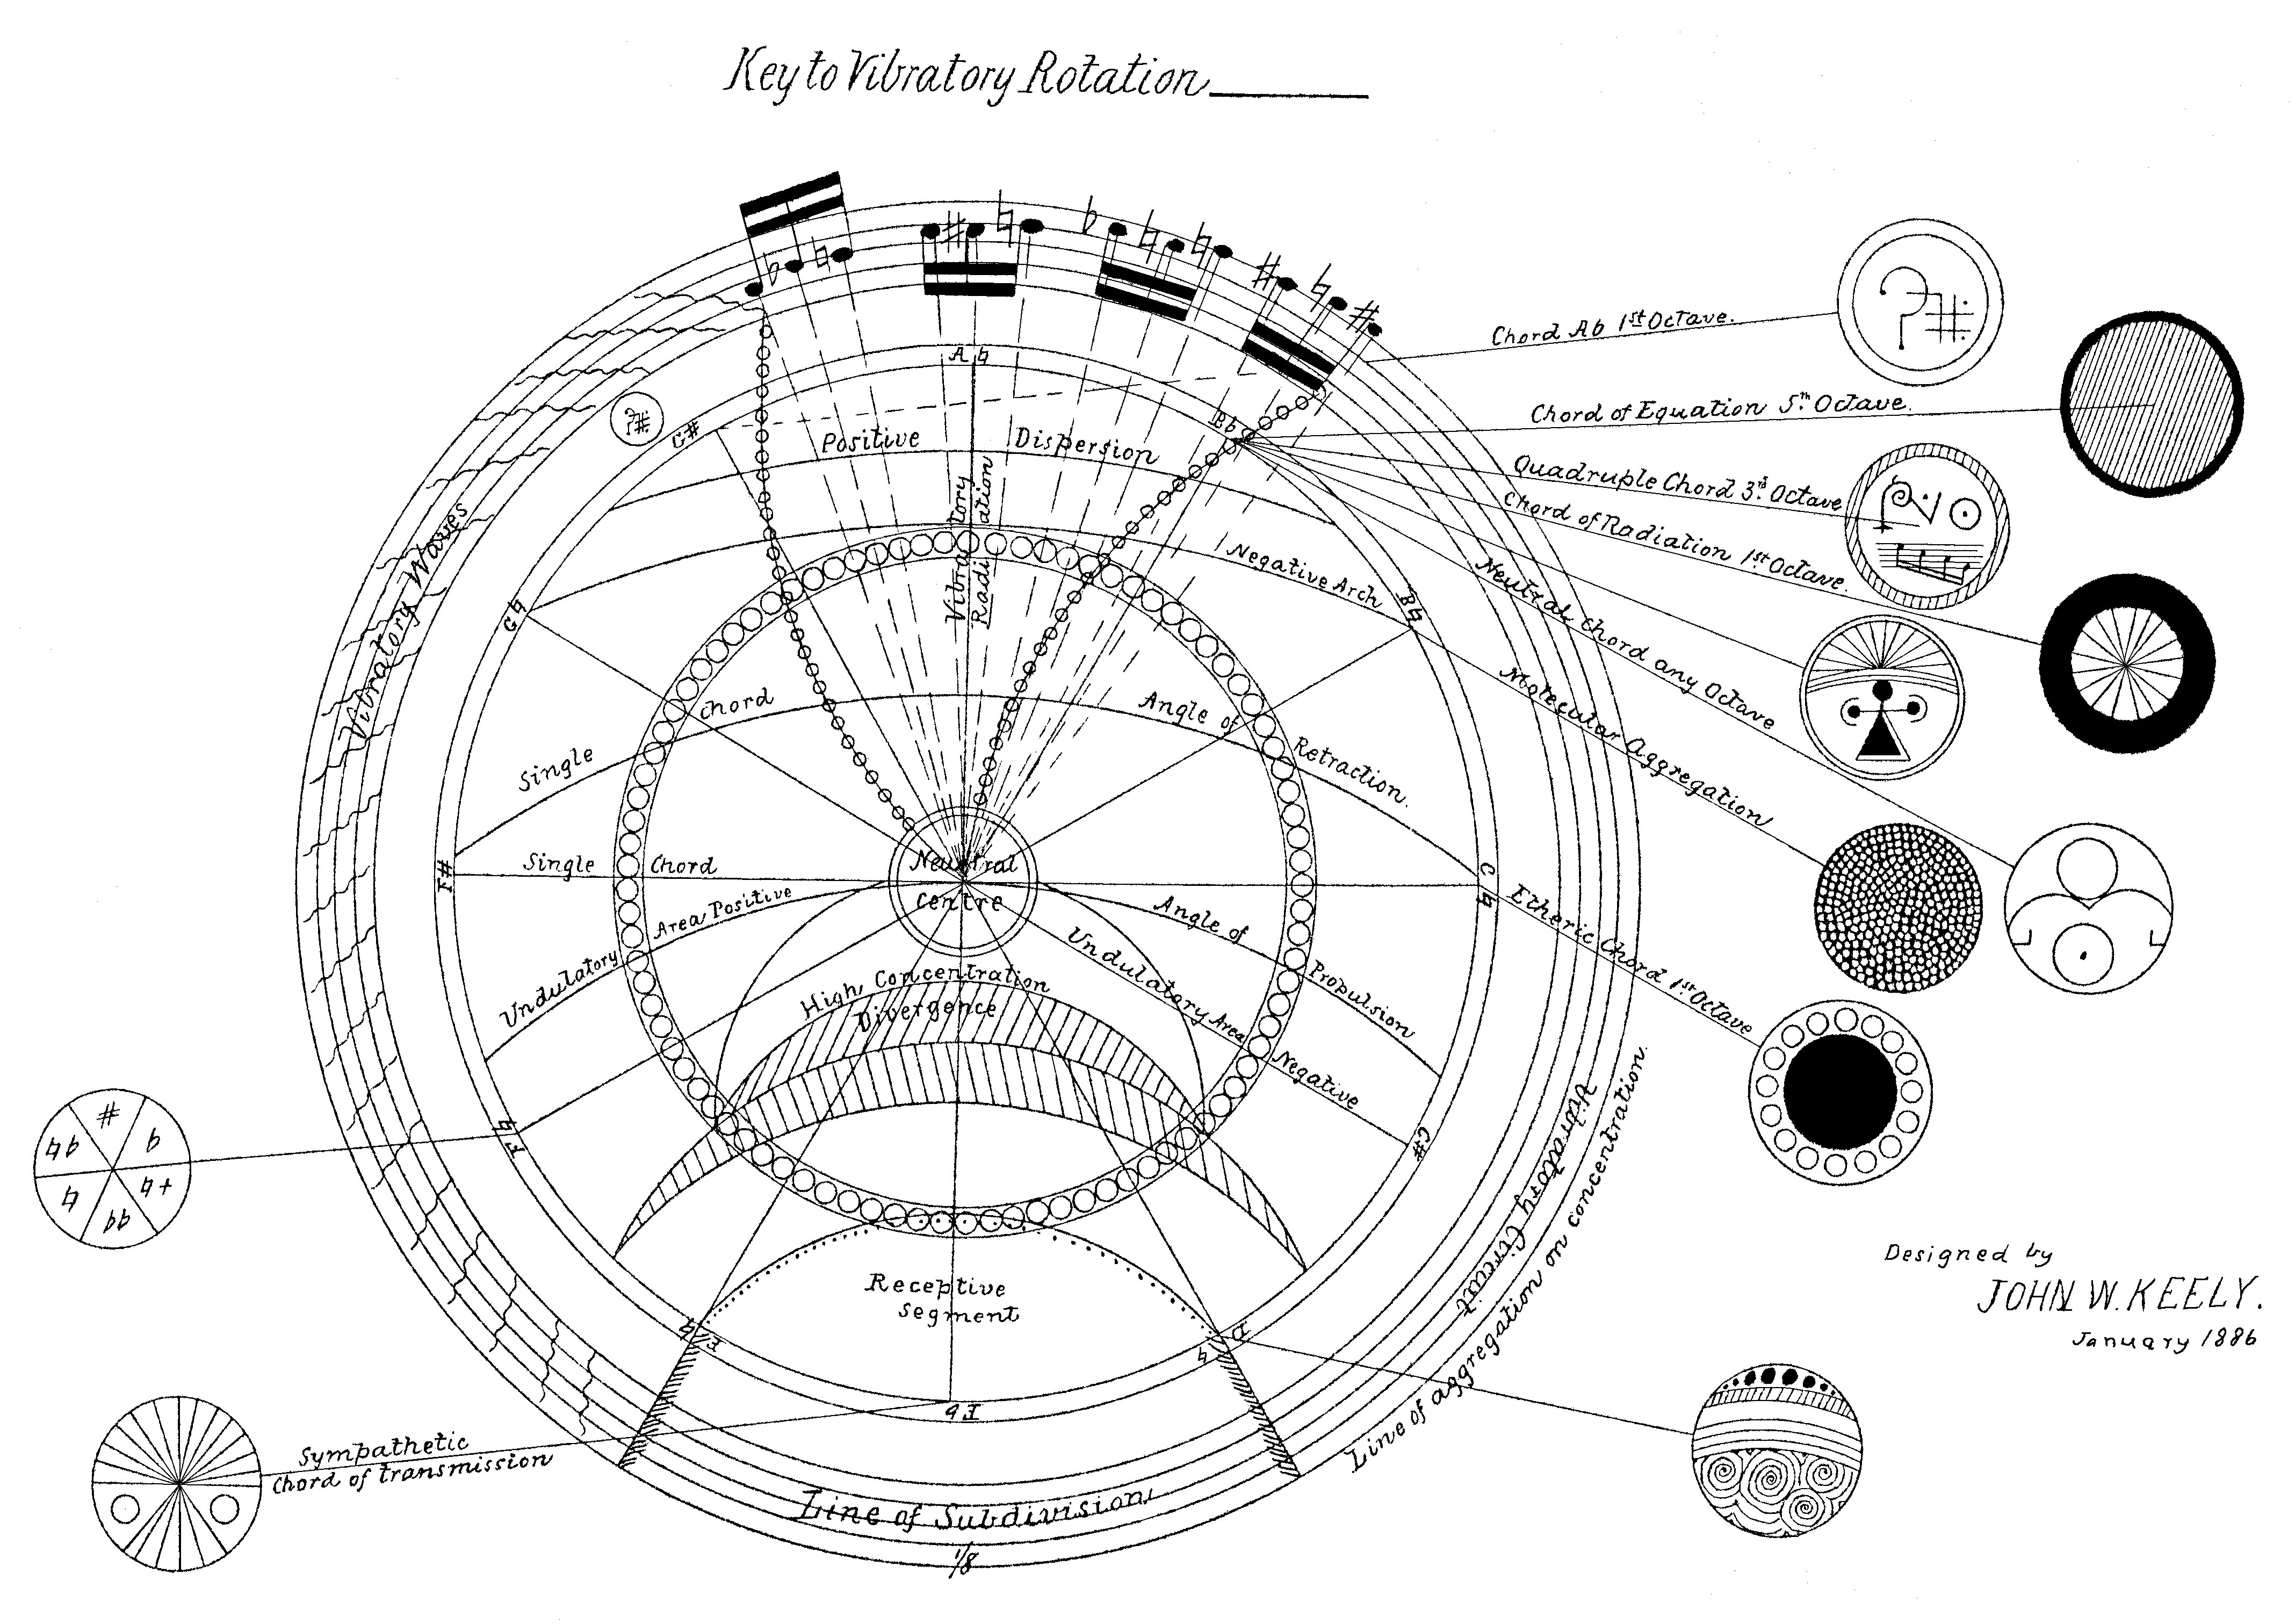 Key to Vibratory Rotation
Chord Ab 1st Octave.
Chord of Equation 5th Octave.
Quadruple Chord 3rd Octave
Chord of Radiation 1st Octave.
Neutral chord any Octave
Molecular Aggregation
Etheric Chord 1st Octave
A♮
G#
Bb
Positive Dispersion
Vibratory
Radiation
Negative Arch
G♮
B♮
Vibratory Waves
Single chord
Angle of Retraction.
F#
Single Chord
Neutral
Centre
C♮
Undulatory Area Positive
Angle of Propulsion
High Concentration
Divergence
Undulatory Area Negative
F♮
C#
Vibratory Circuit
Line of aggregation on concentration.
Receptive
segment
E♮
D♮
Eb
# b ♮+ bb ♮ ♮b
Sympathetic
Chord of transmission
Line of Subdivision
1/8
Designed by
JOHN W. KEELY.
January 1886